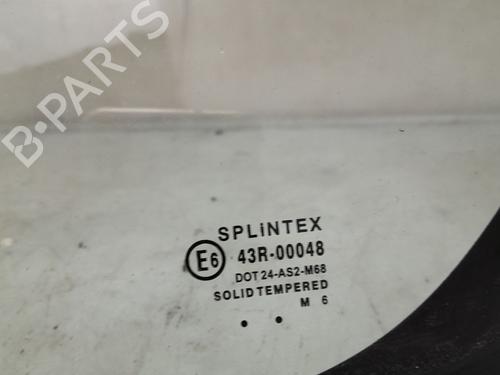 B-PARTS
SPLiNTEX
E6 43R-00048
DOT 24-AS2-M68
SOLID TEMPERED
M 6